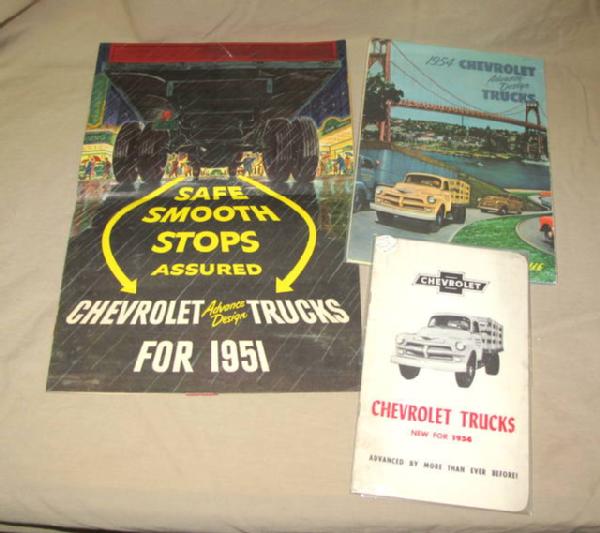 SAFE
SMOOTH
STOPS
ASSURED
CHEVROLET Advance Design TRUCKS
FOR 1951
1954 CHEVROLET
Advance Design
TRUCKS
CHEVROLET
CHEVROLET TRUCKS
NEW FOR 1954
ADVANCED BY MORE THAN EVER BEFORE!